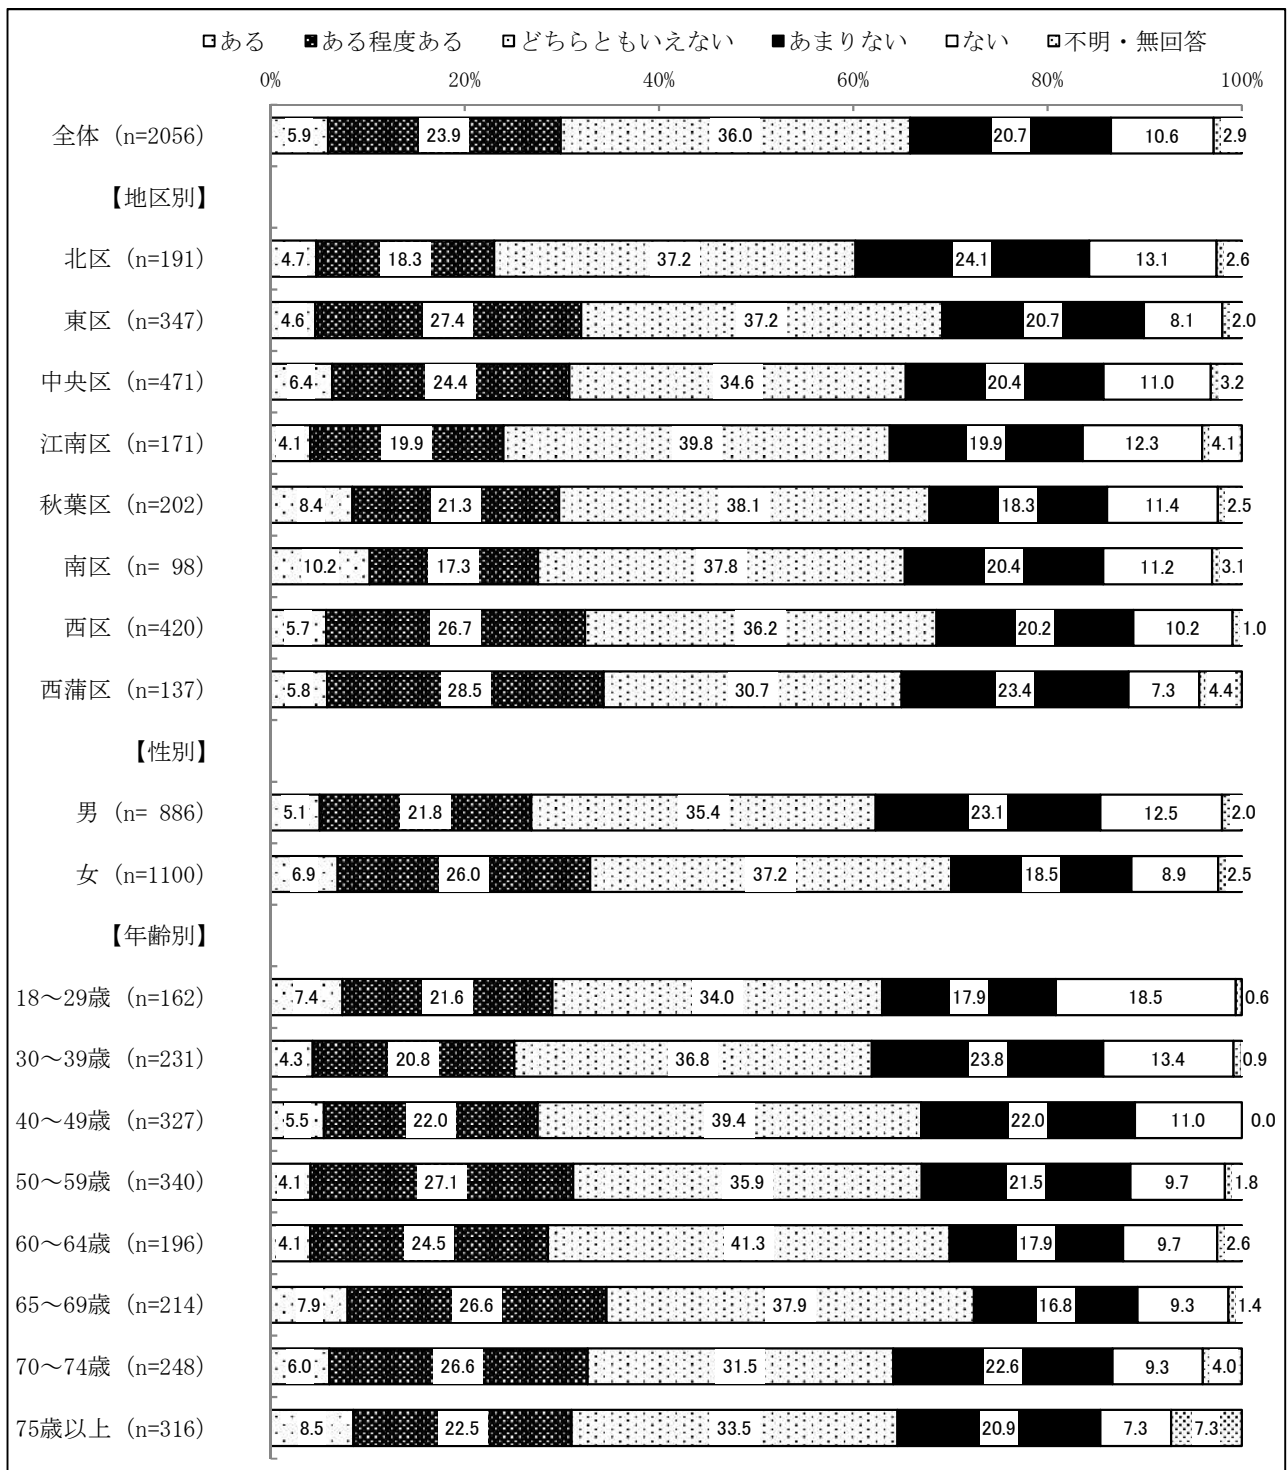 ある ある程度ある どちらともいえない あまりない ない 不明・無回答
0% 20% 40% 60% 80% 100%
全体 (n=2056) 5.9 23.9 36.0 20.7 10.6 2.9
【地区別】
北区 (n=191) 4.7 18.3 37.2 24.1 13.1 2.6
東区 (n=347) 4.6 27.4 37.2 20.7 8.1 2.0
中央区 (n=471) 6.4 24.4 34.6 20.4 11.0 3.2
江南区 (n=171) 4.1 19.9 39.8 19.9 12.3 4.1
秋葉区 (n=202) 8.4 21.3 38.1 18.3 11.4 2.5
南区 (n= 98) 10.2 17.3 37.8 20.4 11.2 3.1
西区 (n=420) 5.7 26.7 36.2 20.2 10.2 1.0
西蒲区 (n=137) 5.8 28.5 30.7 23.4 7.3 4.4
【性別】
男 (n= 886) 5.1 21.8 35.4 23.1 12.5 2.0
女 (n=1100) 6.9 26.0 37.2 18.5 8.9 2.5
【年齢別】
18～29歳 (n=162) 7.4 21.6 34.0 17.9 18.5 0.6
30～39歳 (n=231) 4.3 20.8 36.8 23.8 13.4 0.9
40～49歳 (n=327) 5.5 22.0 39.4 22.0 11.0 0.0
50～59歳 (n=340) 4.1 27.1 35.9 21.5 9.7 1.8
60～64歳 (n=196) 4.1 24.5 41.3 17.9 9.7 2.6
65～69歳 (n=214) 7.9 26.6 37.9 16.8 9.3 1.4
70～74歳 (n=248) 6.0 26.6 31.5 22.6 9.3 4.0
75歳以上 (n=316) 8.5 22.5 33.5 20.9 7.3 7.3